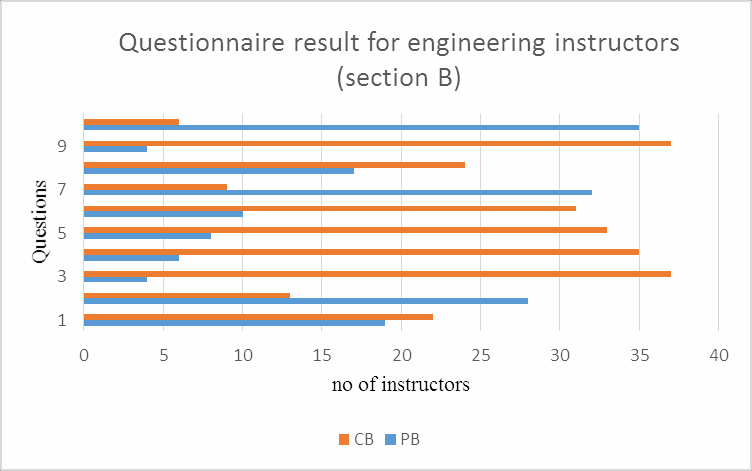 Questionnaire result for engineering instructors
(section B)
9
7
5
3
1
Questions
0 5 10 15 20 25 30 35 40
no of instructors
CB PB